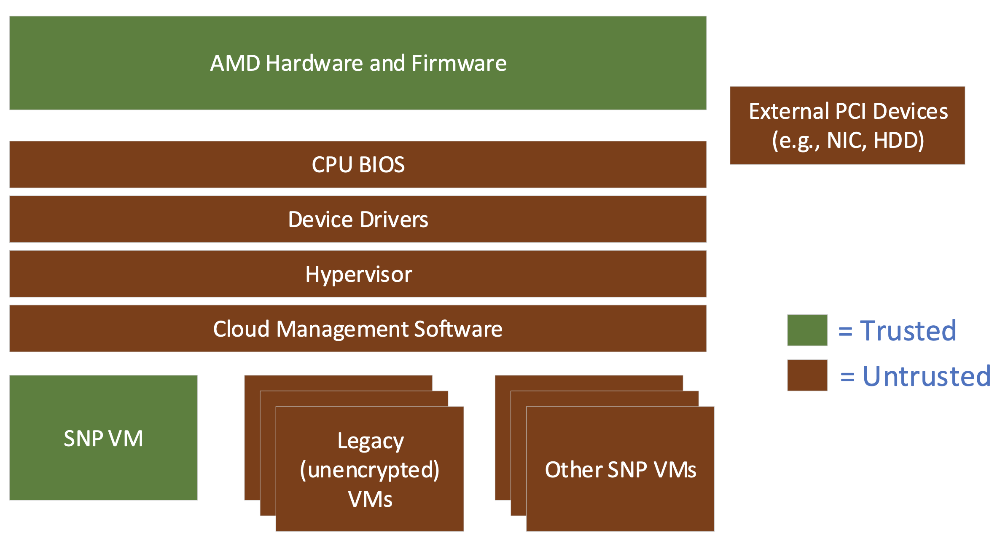 AMD Hardware and Firmware
External PCI Devices
(e.g., NIC, HDD)
CPU BIOS
Device Drivers
Hypervisor
Cloud Management Software
= Trusted
= Untrusted
SNP VM
Legacy
(unencrypted)
VMs
Other SNP VMs